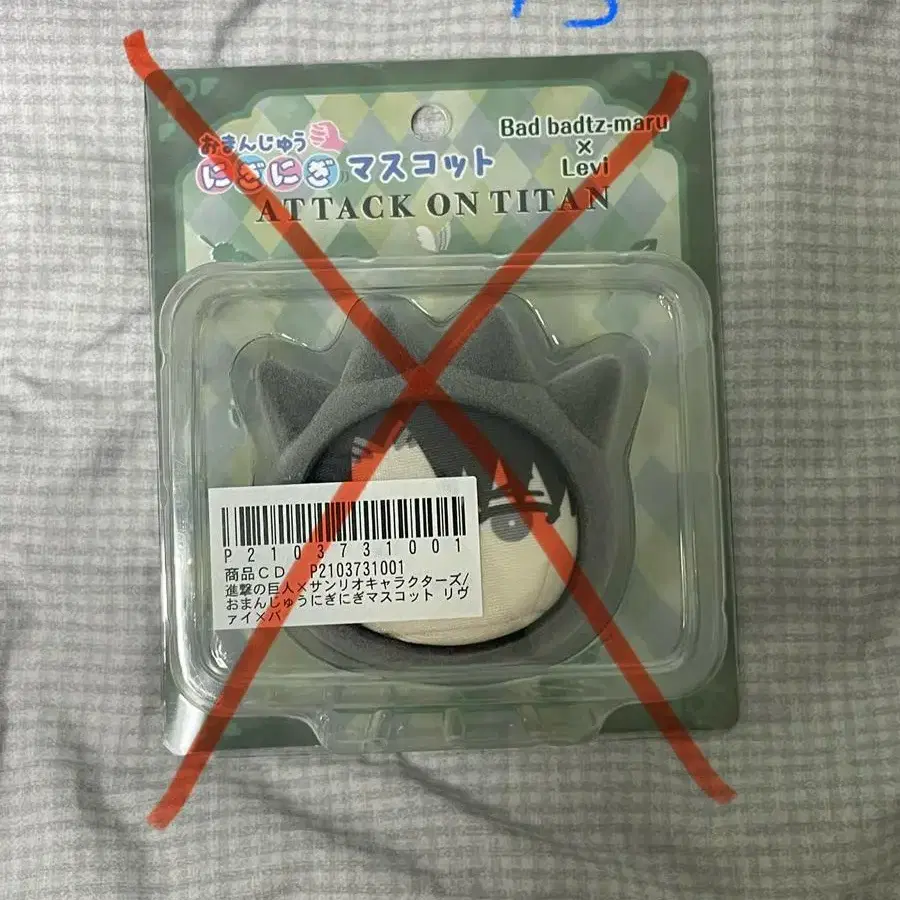 おまんじゅう
にぎにぎ マスコット
Bad badtz-maru
×
Levi
ATTACK ON TITAN
P2103731001
商品CD P2103731001
進撃の巨人×サンリオキャラクターズ/
おまんじゅうにぎにぎマスコット リヴ
ァイ×バ